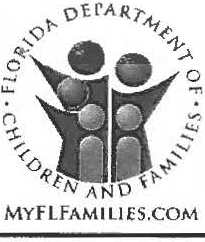 FLORIDA DEPARTMENT OF
CHILDREN AND FAMILIES
MYFLFAMILIES.COM